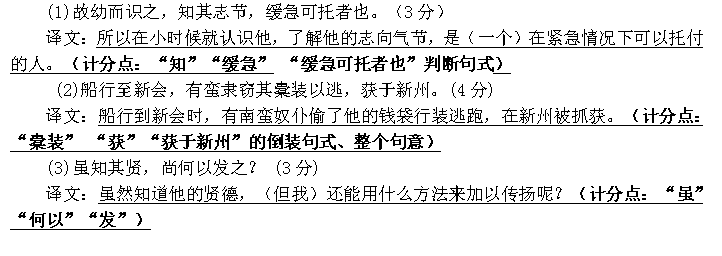 (1)故幼而识之，知其志节，缓急可托者也。（3 分）
译文：所以在小时候就认识他，了解他的志向气节，是（一个）在紧急情况下可以托付
的人。（计分点：“知”“缓急” “缓急可托者也”判断句式）
(2)船行至新会，有蛮隶窃其橐装以逃，获于新州。(4 分)
译文：船行到新会时，有南蛮奴仆偷了他的钱袋行装逃跑，在新州被抓获。（计分点：
“橐装” “获”“获于新州”的倒装句式、整个句意）
(3)虽知其贤，尚何以发之？ (3 分)
译文：虽然知道他的贤德，（但我）还能用什么方法来加以传扬呢？（计分点：“虽”
“何以”“发”）